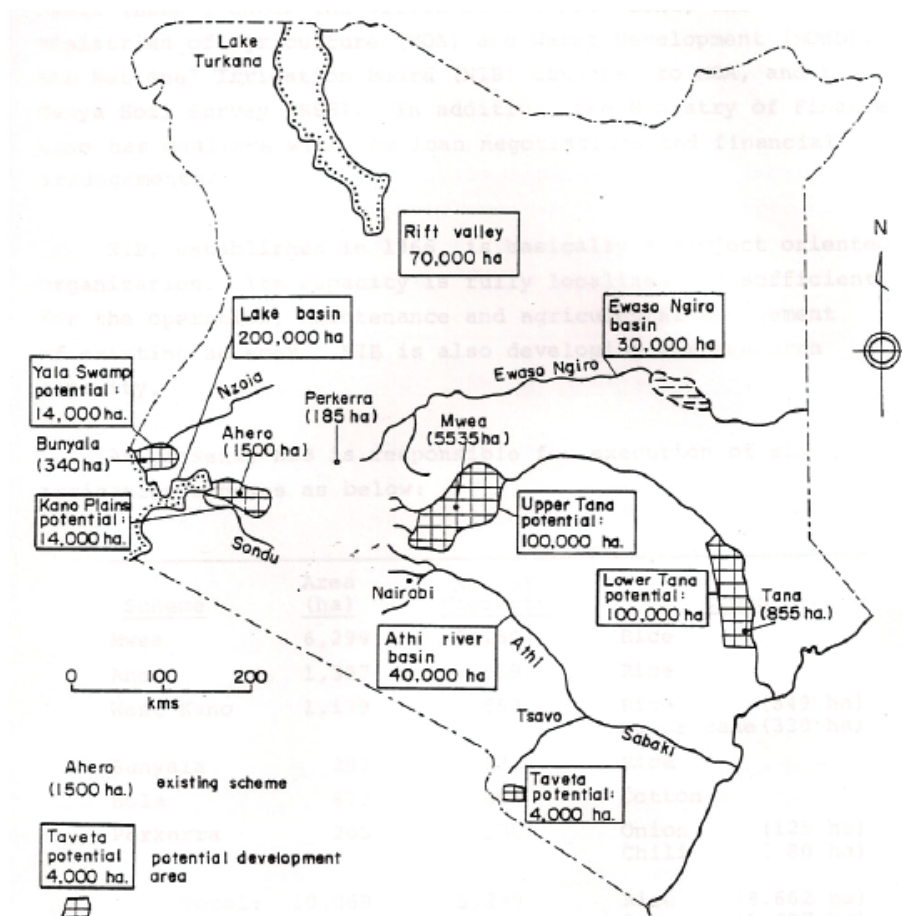 Lake
Turkana
Rift valley
70,000 ha
Lake basin
200,000 ha
Ewaso Ngiro
basin
30,000 ha
N
Ewaso Ngiro
Yala Swamp
potential:
14,000 ha.
Nzoia
Perkerra
(185 ha)
Mwea
(5535 ha)
Bunyala
(340 ha)
Ahero
(1500 ha)
Kano Plains
potential:
14,000 ha.
Sondu
Upper Tana
potential:
100,000 ha.
Lower Tana
potential:
100,000 ha.
Tana
(855 ha.)
Nairobi
Athi river
basin
40,000 ha
Athi
Tsavo
Sabaki
Taveta
potential:
4,000 ha.
0 100 200
kms
Ahero
(1500 ha.)
existing scheme
Taveta
potential
4,000 ha.
potential development
area